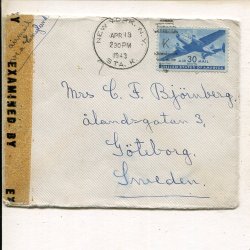 EXAMINED BY
NEW YORK, N.Y.
APR 13
2 30 PM
1943
STA. K
AIR 30 MAIL
UNITED STATES OF AMERICA
Mrs C. F. Björnberg,
ålandsgatan 3,
Göteborg.
Sweden.